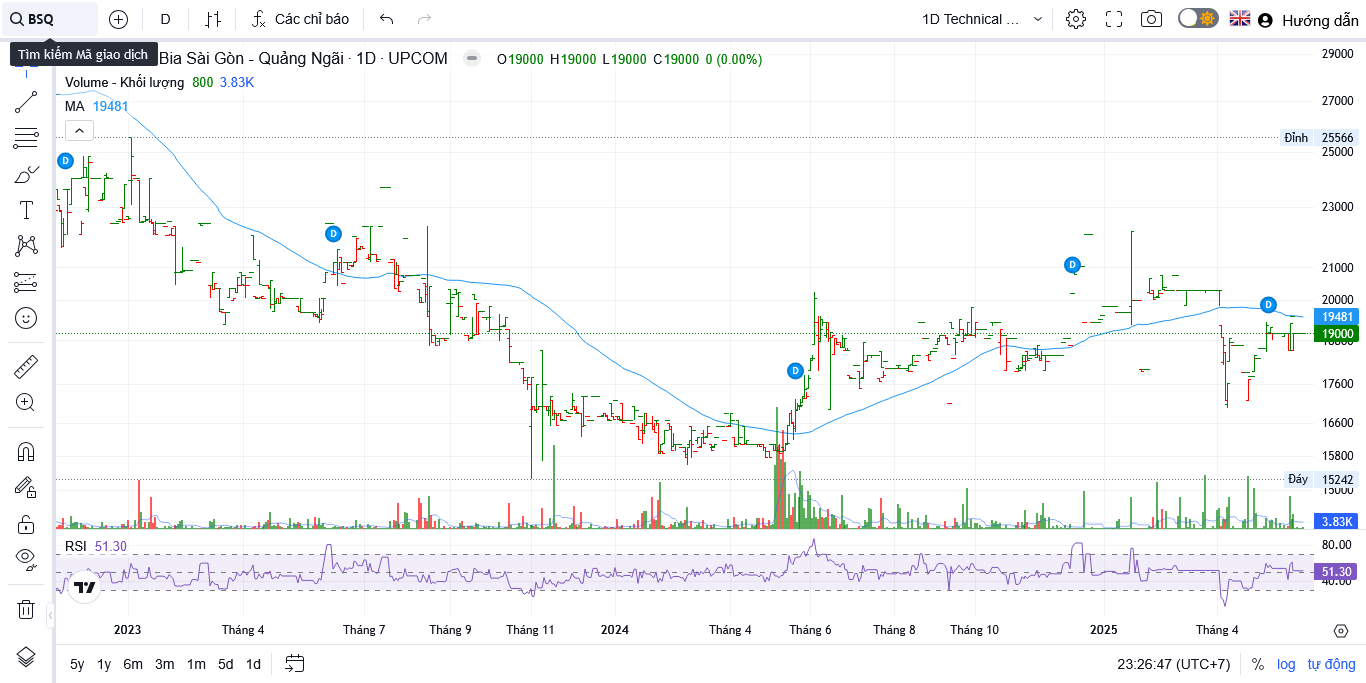 BSQ D Các chỉ báo 1D Technical ... Hướng dẫn
Tìm kiếm Mã giao dịch
Bia Sài Gòn - Quảng Ngãi · 1D · UPCOM O19000 H19000 L19000 C19000 0 (0.00%)
Volume - Khối lượng 800 3.83K
MA 19481
29000
27000
Đỉnh 25566
25000
23000
21000
20000
19481
19000
17600
16600
15800
Đáy 15242
15000
3.83K
D
D
D
D
D
RSI 51.30
80.00
51.30
40.00
2023 Tháng 4 Tháng 7 Tháng 9 Tháng 11 2024 Tháng 4 Tháng 6 Tháng 8 Tháng 10 2025 Tháng 4
5y 1y 6m 3m 1m 5d 1d 23:26:47 (UTC+7) % log tự động